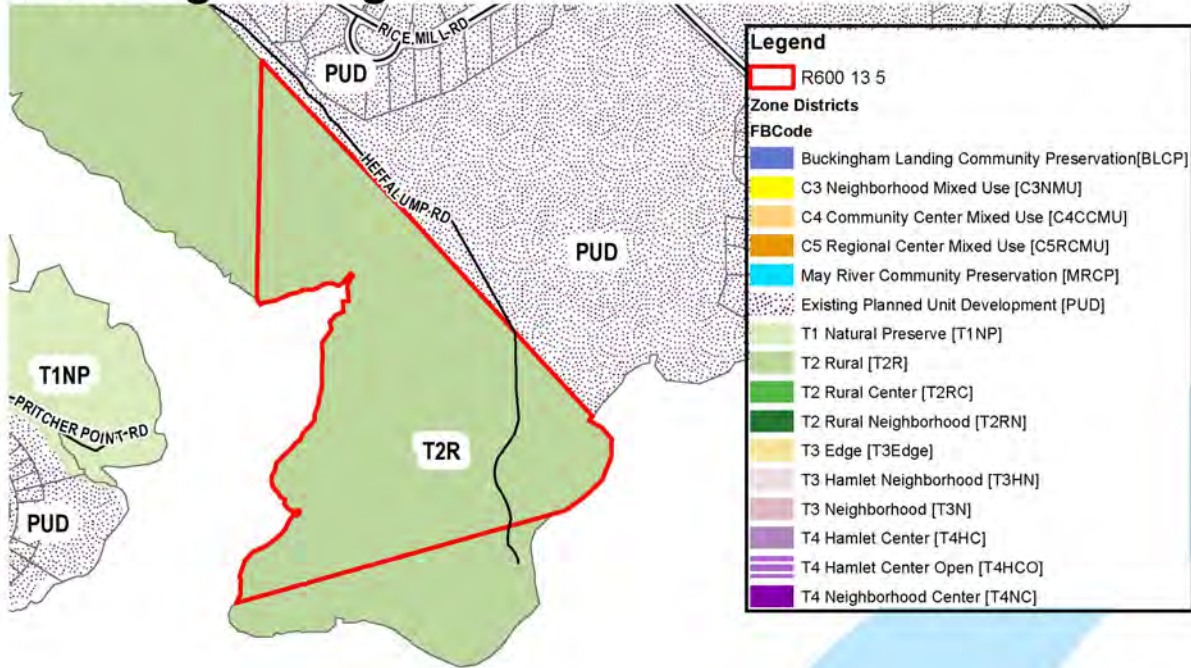 RICE MILL RD
PUD
HEFFALUMP RD
PUD
T1NP
PRITCHER POINT RD
T2R
PUD
Legend
R600 13 5
Zone Districts
FBCode
Buckingham Landing Community Preservation[BLCP]
C3 Neighborhood Mixed Use [C3NMU]
C4 Community Center Mixed Use [C4CCMU]
C5 Regional Center Mixed Use [C5RCMU]
May River Community Preservation [MRCP]
Existing Planned Unit Development [PUD]
T1 Natural Preserve [T1NP]
T2 Rural [T2R]
T2 Rural Center [T2RC]
T2 Rural Neighborhood [T2RN]
T3 Edge [T3Edge]
T3 Hamlet Neighborhood [T3HN]
T3 Neighborhood [T3N]
T4 Hamlet Center [T4HC]
T4 Hamlet Center Open [T4HCO]
T4 Neighborhood Center [T4NC]